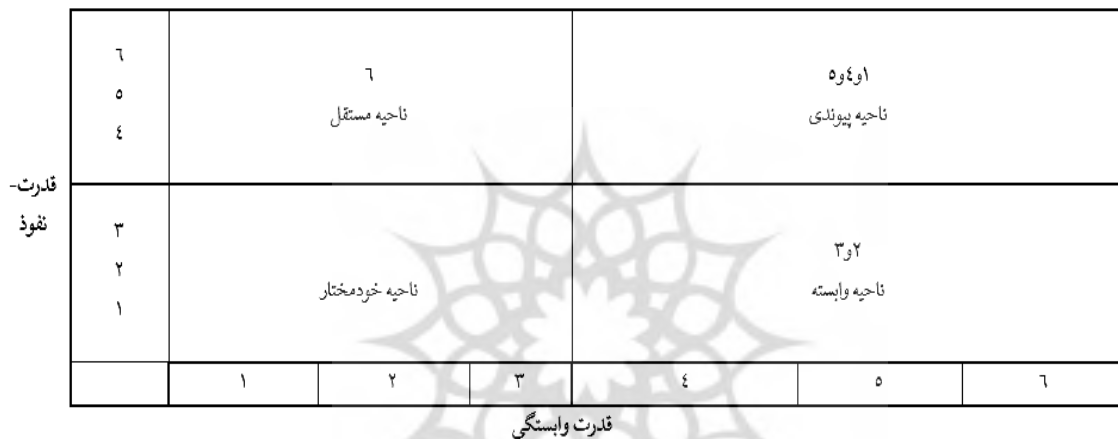 قدرت-
نفوذ
٦
٥
٤
٦
ناحیه مستقل
١و٤و٥
ناحیه پیوندی
٣
٢
١
ناحیه خودمختار
٢و٣
ناحیه وابسته
١ ٢ ٣ ٤ ٥ ٦
قدرت وابستگی